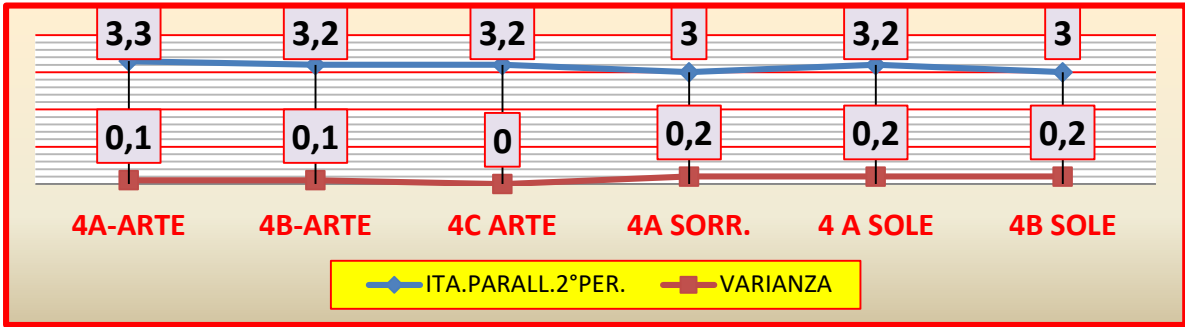 3,3 3,2 3,2 3 3,2 3
0,1 0,1 0 0,2 0,2 0,2
4A-ARTE 4B-ARTE 4C ARTE 4A SORR. 4 A SOLE 4B SOLE
ITA.PARALL.2°PER. VARIANZA